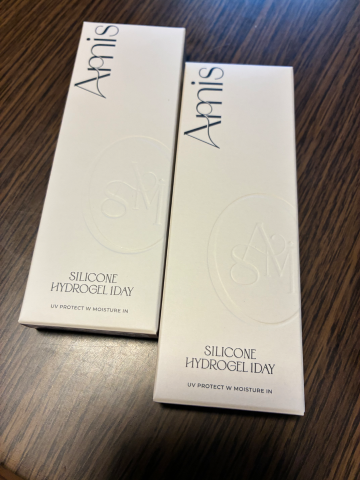 Amis
SILICONE
HYDROGEL 1DAY
UV PROTECT W MOISTURE IN
Amis
SILICONE
HYDROGEL 1DAY
UV PROTECT W MOISTURE IN